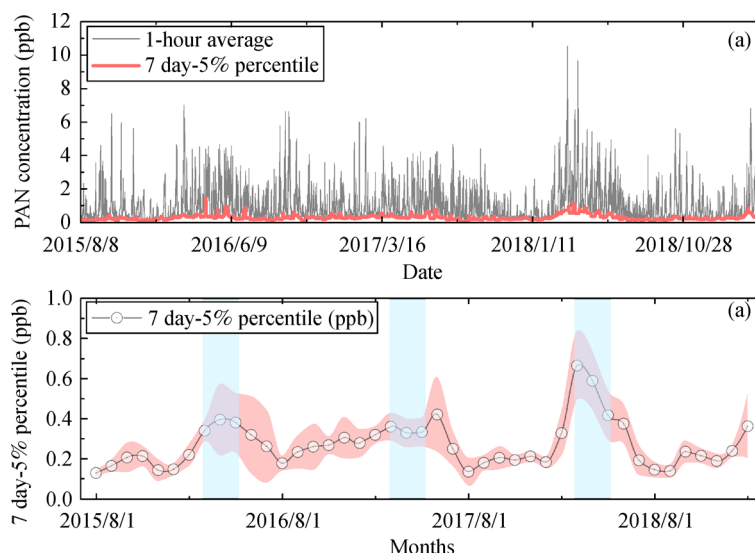 12
10
8
6
4
2
0
PAN concentration (ppb)
1-hour average
7 day-5% percentile
(a)
2015/8/8 2016/6/9 2017/3/16 2018/1/11 2018/10/28
Date
1.0
0.8
0.6
0.4
0.2
0.0
7 day-5% percentile (ppb)
7 day-5% percentile (ppb)
(a)
2015/8/1 2016/8/1 2017/8/1 2018/8/1
Months